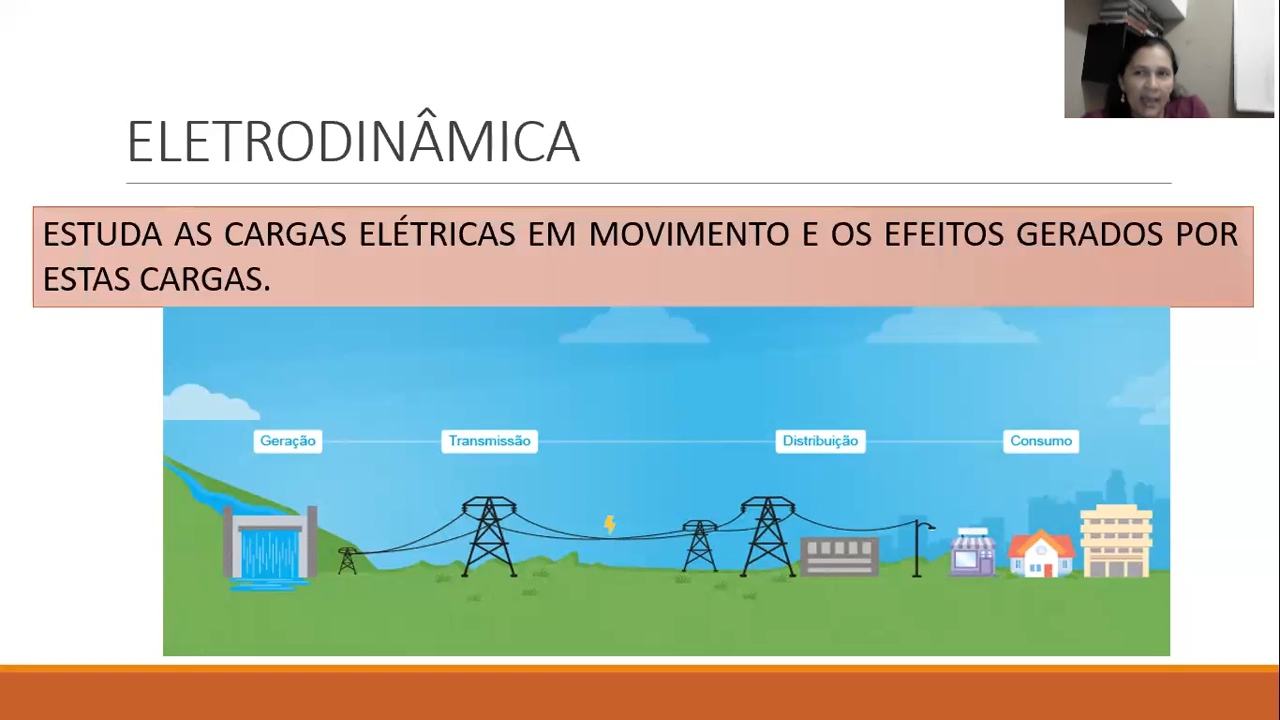 ELETRODINÂMICA
ESTUDA AS CARGAS ELÉTRICAS EM MOVIMENTO E OS EFEITOS GERADOS POR
ESTAS CARGAS.
Geração
Transmissão
Distribuição
Consumo